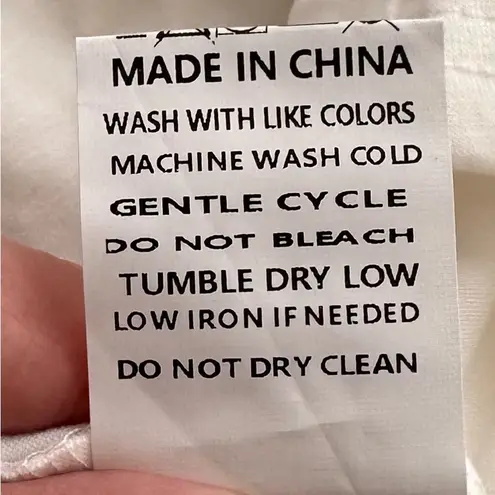 MADE IN CHINA
WASH WITH LIKE COLORS
MACHINE WASH COLD
GENTLE CYCLE
DO NOT BLEACH
TUMBLE DRY LOW
LOW IRON IF NEEDED
DO NOT DRY CLEAN